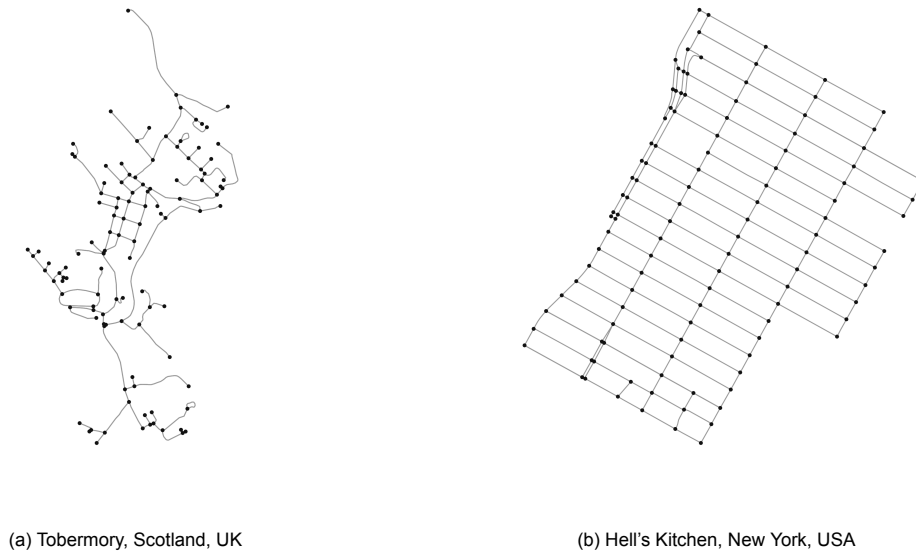 (a) Tobermory, Scotland, UK
(b) Hell's Kitchen, New York, USA